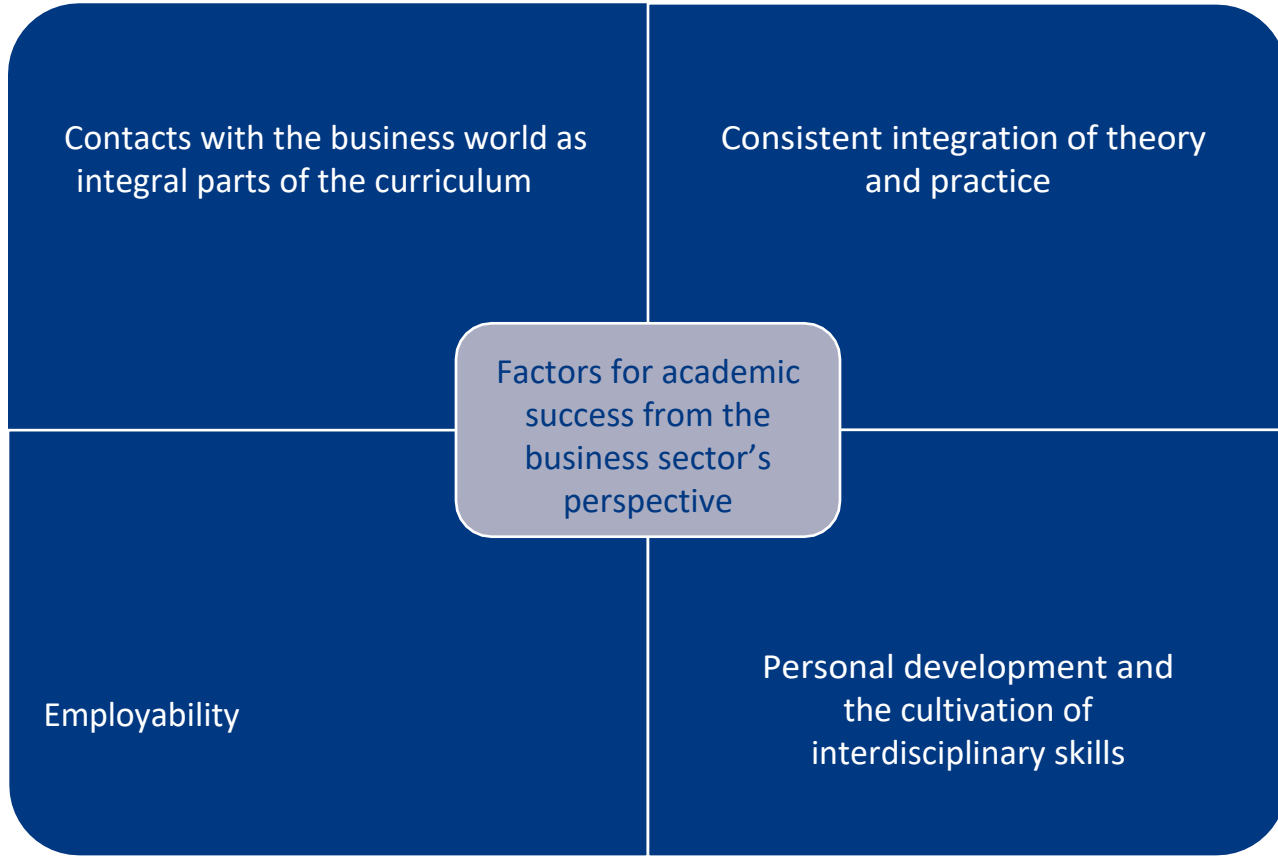 Contacts with the business world as
integral parts of the curriculum
Consistent integration of theory
and practice
Factors for academic
success from the
business sector’s
perspective
Employability
Personal development and
the cultivation of
interdisciplinary skills